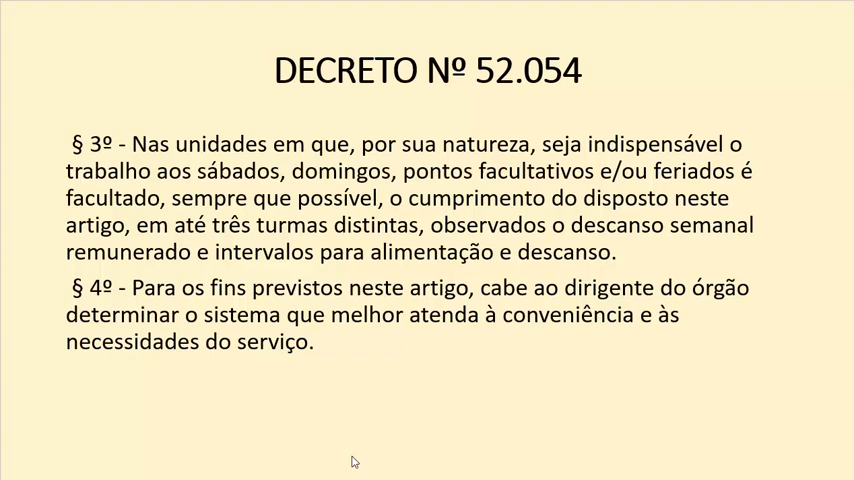 DECRETO Nº 52.054
§ 3º - Nas unidades em que, por sua natureza, seja indispensável o
trabalho aos sábados, domingos, pontos facultativos e/ou feriados é
facultado, sempre que possível, o cumprimento do disposto neste
artigo, em até três turmas distintas, observados o descanso semanal
remunerado e intervalos para alimentação e descanso.
§ 4º - Para os fins previstos neste artigo, cabe ao dirigente do órgão
determinar o sistema que melhor atenda à conveniência e às
necessidades do serviço.